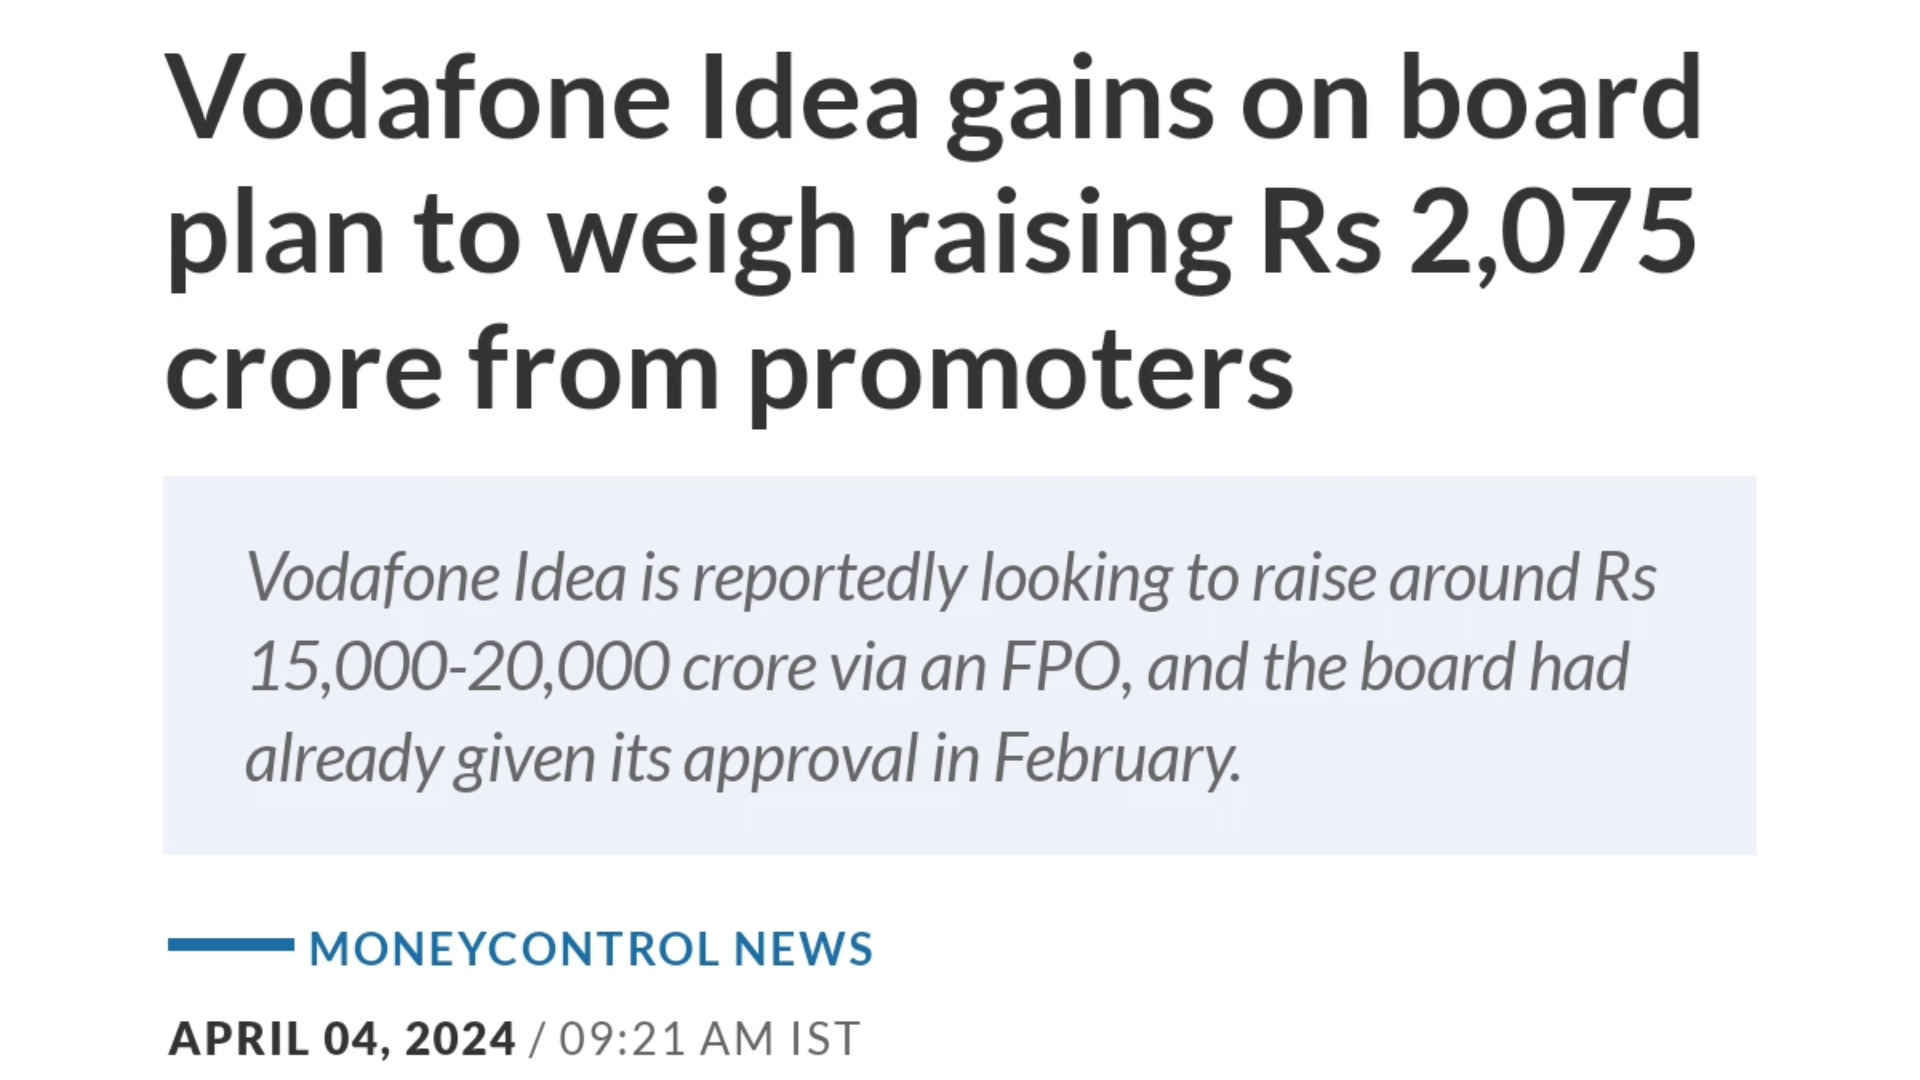 Vodafone Idea gains on board
plan to weigh raising Rs 2,075
crore from promoters
Vodafone Idea is reportedly looking to raise around Rs
15,000-20,000 crore via an FPO, and the board had
already given its approval in February.
MONEYCONTROL NEWS
APRIL 04, 2024 / 09:21 AM IST